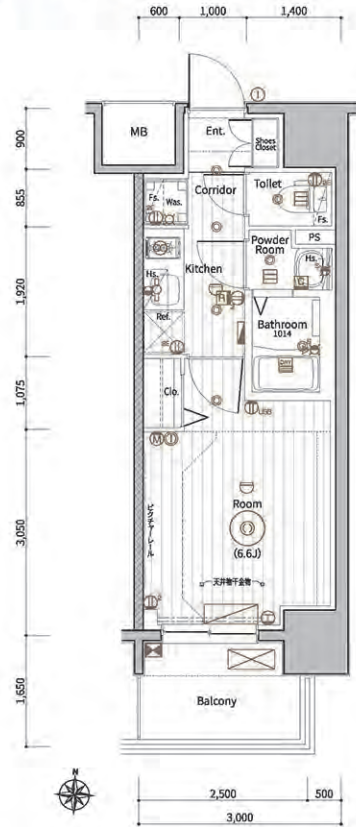 600 1,000 1,400
900
855
1,920
1,075
3,050
1,650
MB
Ent.
Shoes Closet
Corridor
Toilet
Fs.
Was.
Fs.
Powder Room
PS
Kitchen
Hs.
Hs.
Ref.
Bathroom
1014
Clo.
USB
M
Room
(6.6J)
ピクチャーレール
天井物干金物
Balcony
N
2,500 500
3,000